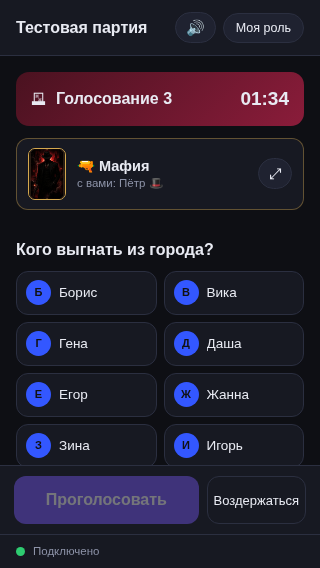 Тестовая партия
Моя роль
Голосование 3
01:34
Мафия
с вами: Пётр
Кого выгнать из города?
Б Борис
В Вика
Г Гена
Д Даша
Е Егор
Ж Жанна
З Зина
И Игорь
Проголосовать
Воздержаться
Подключено